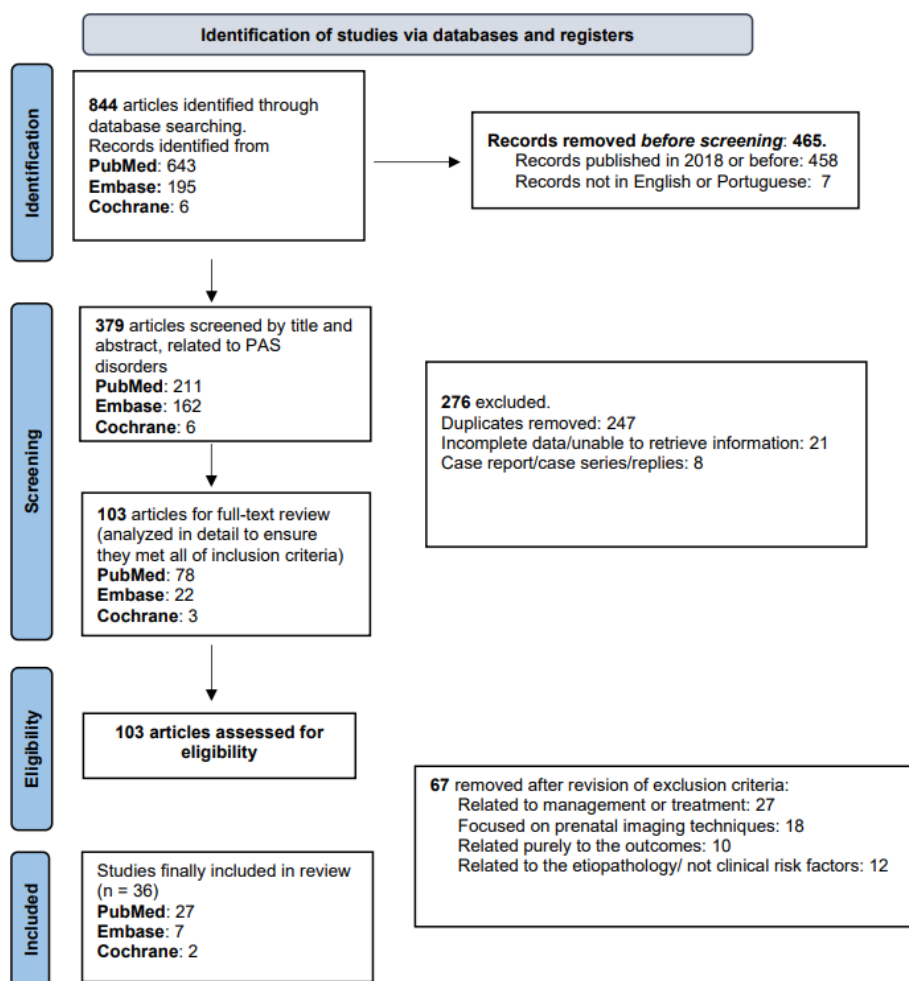 Identification of studies via databases and registers
Identification
844 articles identified through
database searching.
Records identified from
PubMed: 643
Embase: 195
Cochrane: 6
Records removed before screening: 465.
Records published in 2018 or before: 458
Records not in English or Portuguese: 7
Screening
379 articles screened by title and
abstract, related to PAS
disorders
PubMed: 211
Embase: 162
Cochrane: 6
276 excluded.
Duplicates removed: 247
Incomplete data/unable to retrieve information: 21
Case report/case series/replies: 8
103 articles for full-text review
(analyzed in detail to ensure
they met all of inclusion criteria)
PubMed: 78
Embase: 22
Cochrane: 3
Eligibility
103 articles assessed for
eligibility
67 removed after revision of exclusion criteria:
Related to management or treatment: 27
Focused on prenatal imaging techniques: 18
Related purely to the outcomes: 10
Related to the etiopathology/ not clinical risk factors: 12
Included
Studies finally included in review
(n = 36)
PubMed: 27
Embase: 7
Cochrane: 2